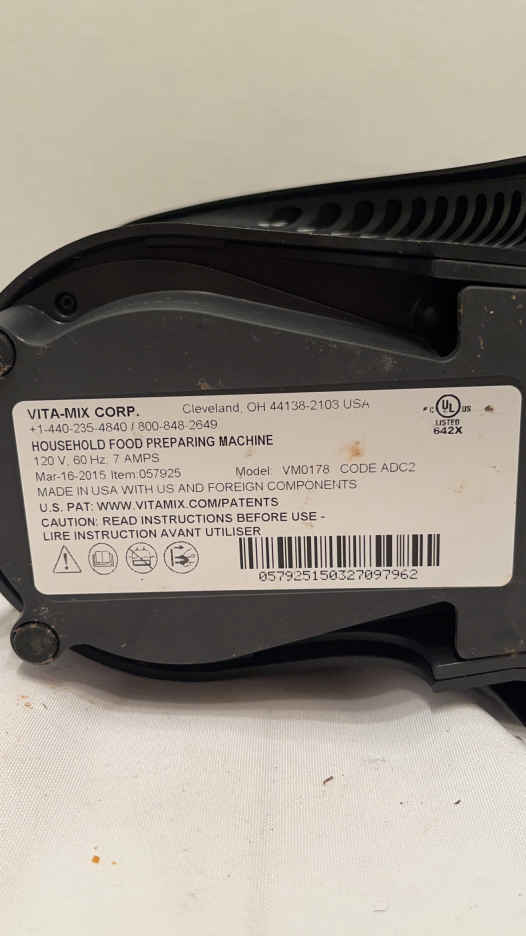 VITA-MIX CORP. Cleveland, OH 44138-2103 USA
+1-440-235-4840 / 800-848-2649
HOUSEHOLD FOOD PREPARING MACHINE
120 V, 60 Hz, 7 AMPS
Mar-16-2015 Item:057925 Model: VM0178 CODE ADC2
MADE IN USA WITH US AND FOREIGN COMPONENTS
U.S. PAT: WWW.VITAMIX.COM/PATENTS
CAUTION: READ INSTRUCTIONS BEFORE USE -
LIRE INSTRUCTION AVANT UTILISER
c UL US
LISTED
642X
057925150327097962